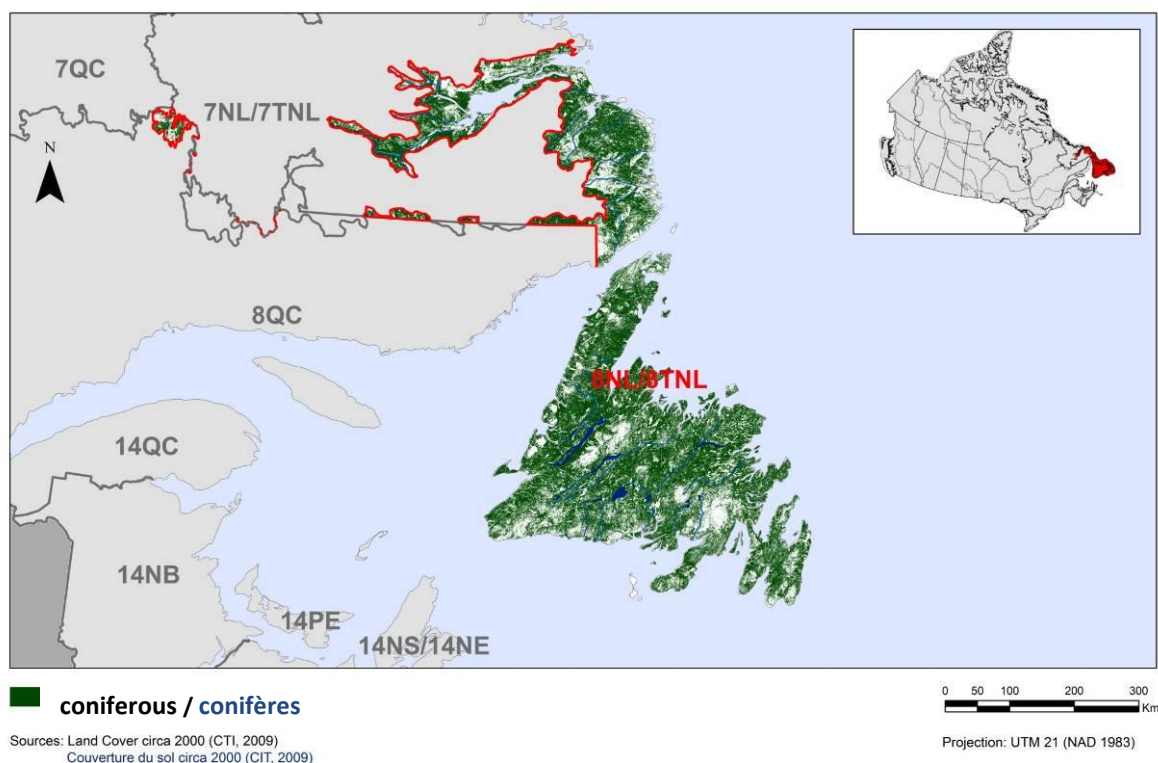 7QC
7NL/7TNL
N
8QC
8NL/8TNL
14QC
14NB
14PE
14NS/14NE
coniferous / conifères
0 50 100 200 300
Km
Sources: Land Cover circa 2000 (CTI, 2009)
Couverture du sol circa 2000 (CIT, 2009)
Projection: UTM 21 (NAD 1983)